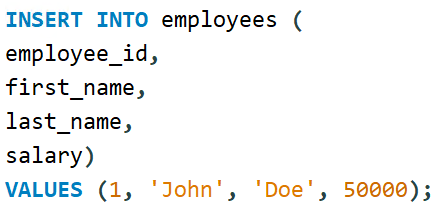 INSERT INTO employees (
employee_id,
first_name,
last_name,
salary)
VALUES (1, 'John', 'Doe', 50000);